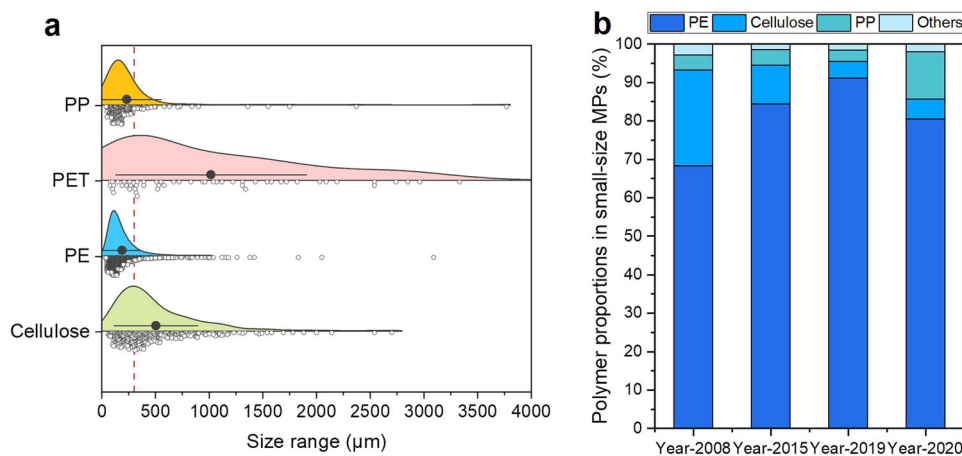 a
PP
PET
PE
Cellulose
0 500 1000 1500 2000 2500 3000 3500 4000
Size range (μm)
b
PE Cellulose PP Others
Polymer proportions in small-size MPs (%)
100
90
80
70
60
50
40
30
20
10
0
Year-2008 Year-2015 Year-2019 Year-2020